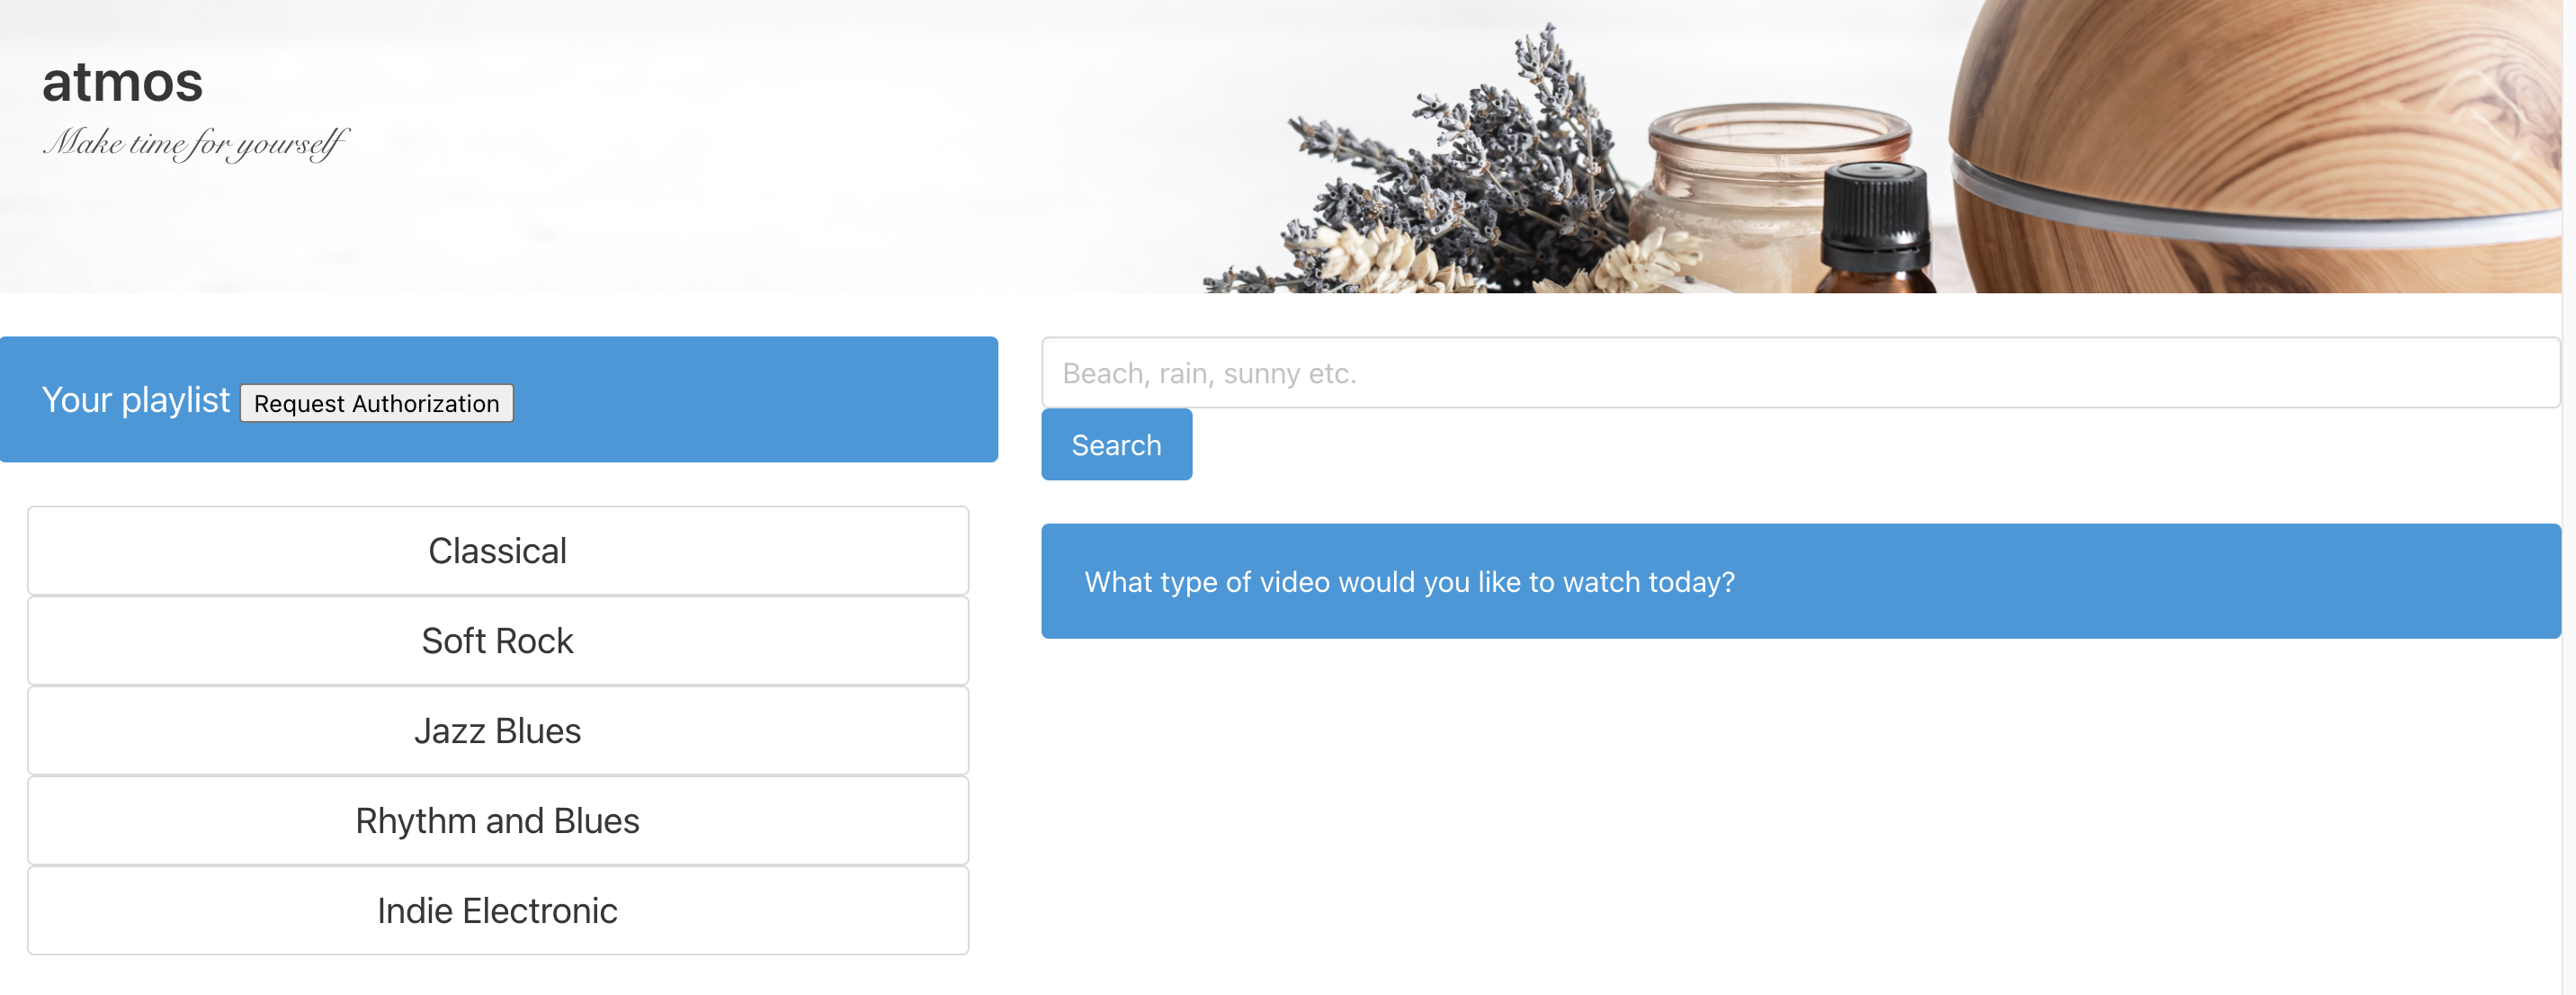 atmos
Make time for yourself
Your playlist Request Authorization
Classical
Soft Rock
Jazz Blues
Rhythm and Blues
Indie Electronic
Beach, rain, sunny etc.
Search
What type of video would you like to watch today?